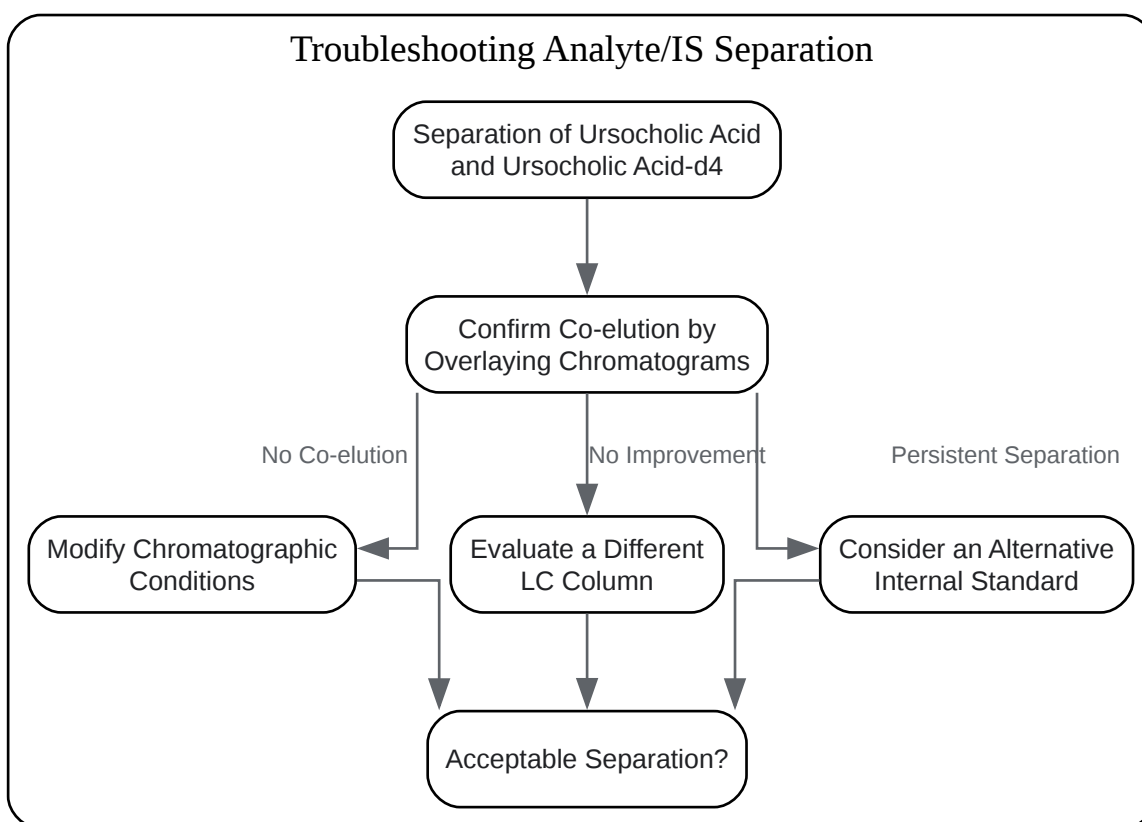 Troubleshooting Analyte/IS Separation
Separation of Ursocholic Acid
and Ursocholic Acid-d4
Confirm Co-elution by
Overlaying Chromatograms
No Co-elution
No Improvement
Persistent Separation
Modify Chromatographic
Conditions
Evaluate a Different
LC Column
Consider an Alternative
Internal Standard
Acceptable Separation?